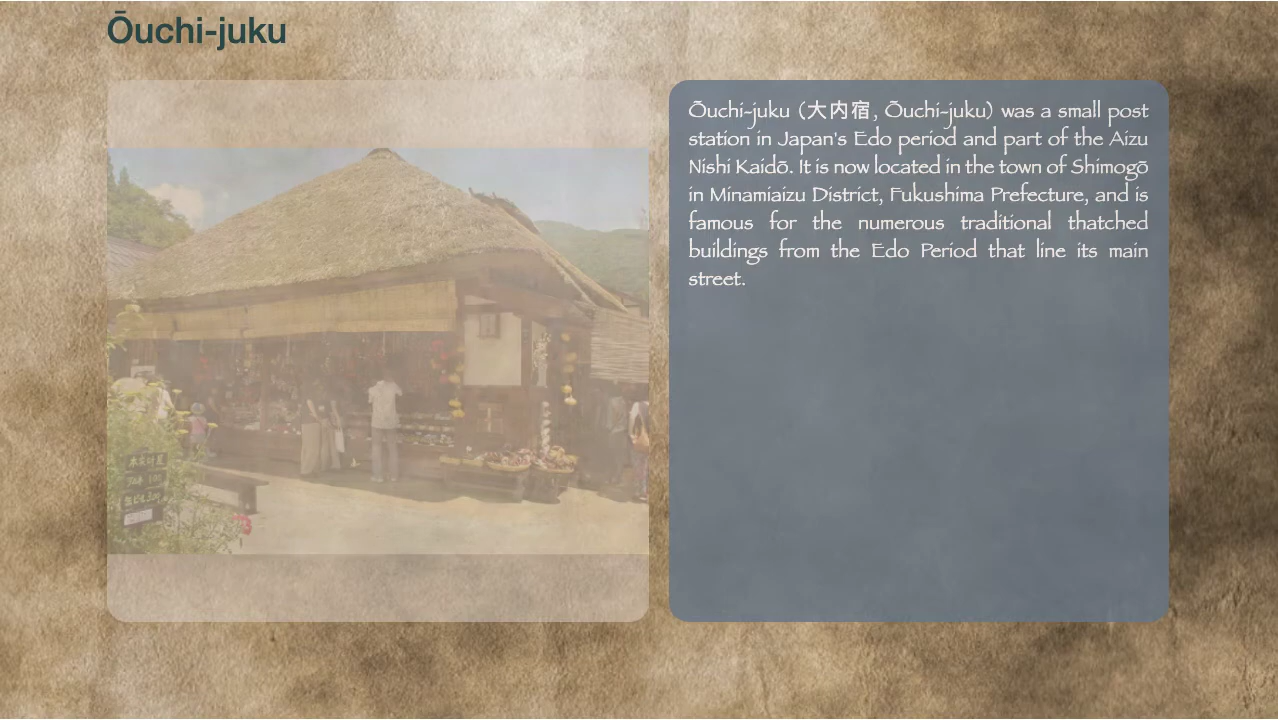 Ōuchi-juku
Ōuchi-juku (大内宿, Ōuchi-juku) was a small post
station in Japan's Edo period and part of the Aizu
Nishi Kaidō. It is now located in the town of Shimogō
in Minamiaizu District, Fukushima Prefecture, and is
famous for the numerous traditional thatched
buildings from the Edo Period that line its main
street.